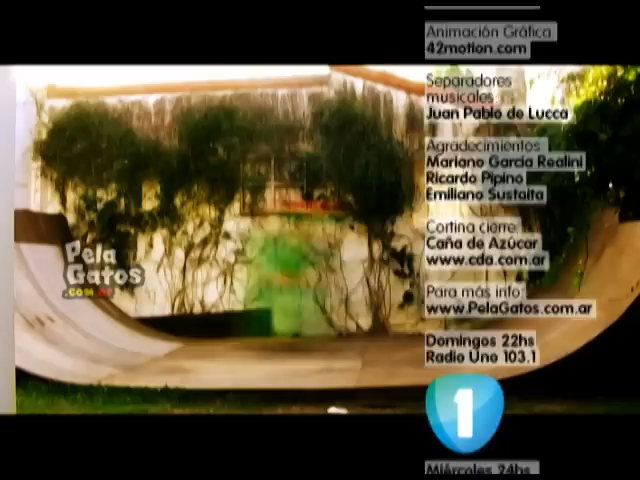 Animación Gráfica
42motion.com
Separadores
musicales:
Juan Pablo de Lucca
Agradecimientos
Mariano García Realini
Ricardo Pipino
Emiliano Sustaita
Cortina cierre:
Caña de Azúcar
www.cda.com.ar
Para más info:
www.PelaGatos.com.ar
Domingos 22hs
Radio Uno 103.1
1
Miércoles 24hs
Pela
Gatos
.com.ar